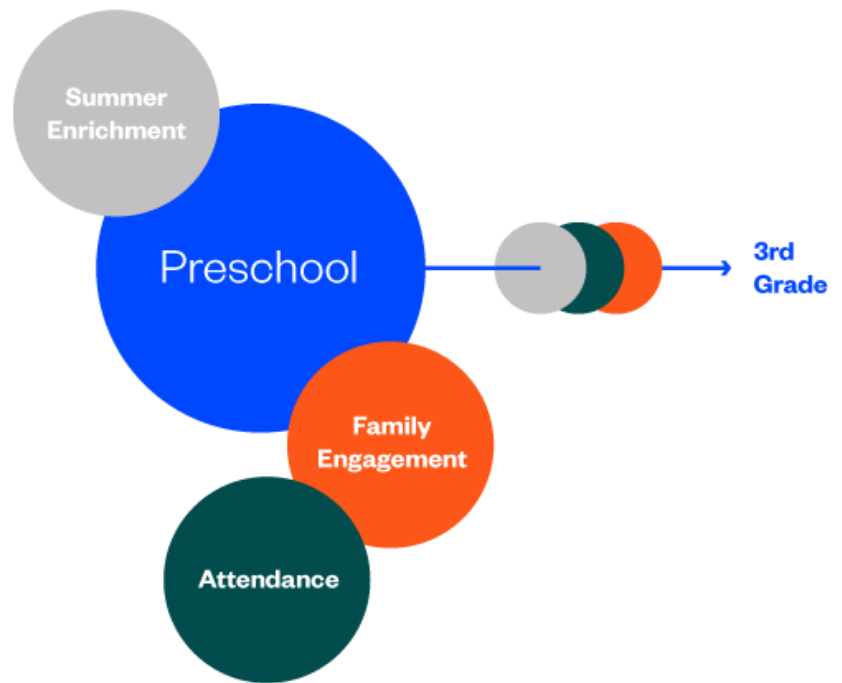 Summer
Enrichment
Preschool
3rd
Grade
Family
Engagement
Attendance